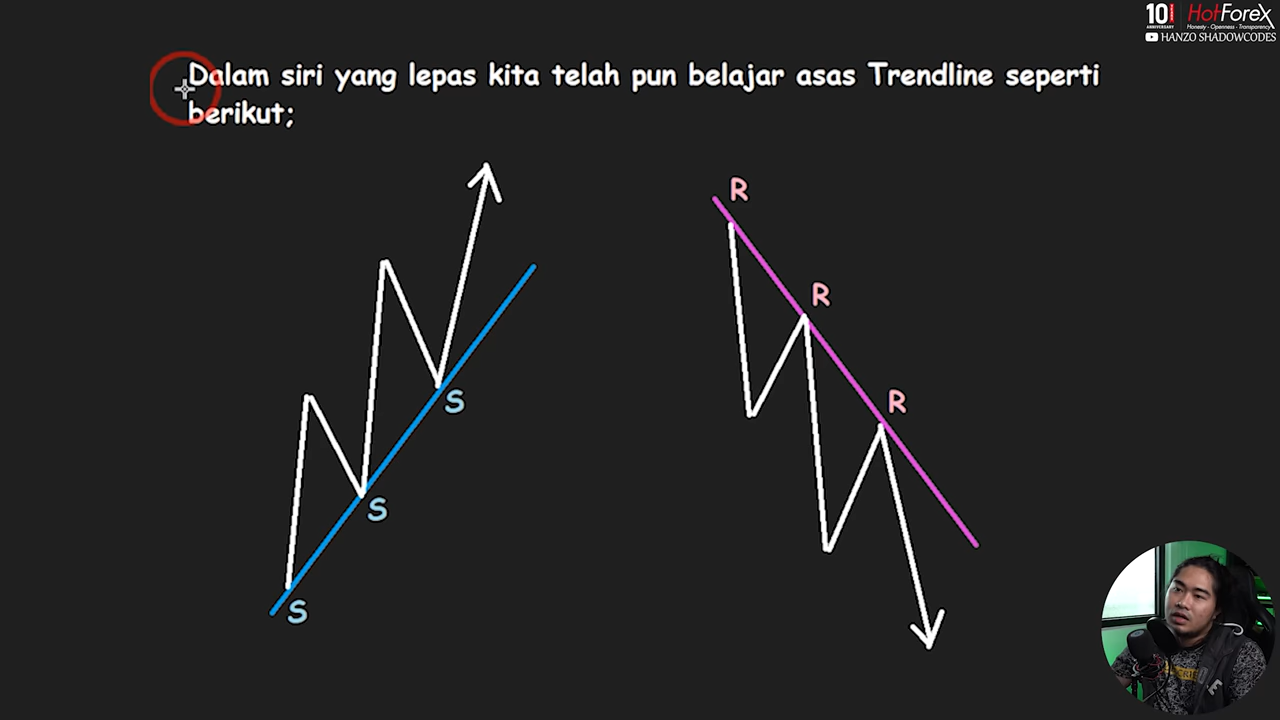 10 HotForeX
ANNIVERSARY Honesty - Openness - Transparency
HANZO SHADOWCODES
Dalam siri yang lepas kita telah pun belajar asas Trendline seperti
berikut;
R
R
R
S
S
S